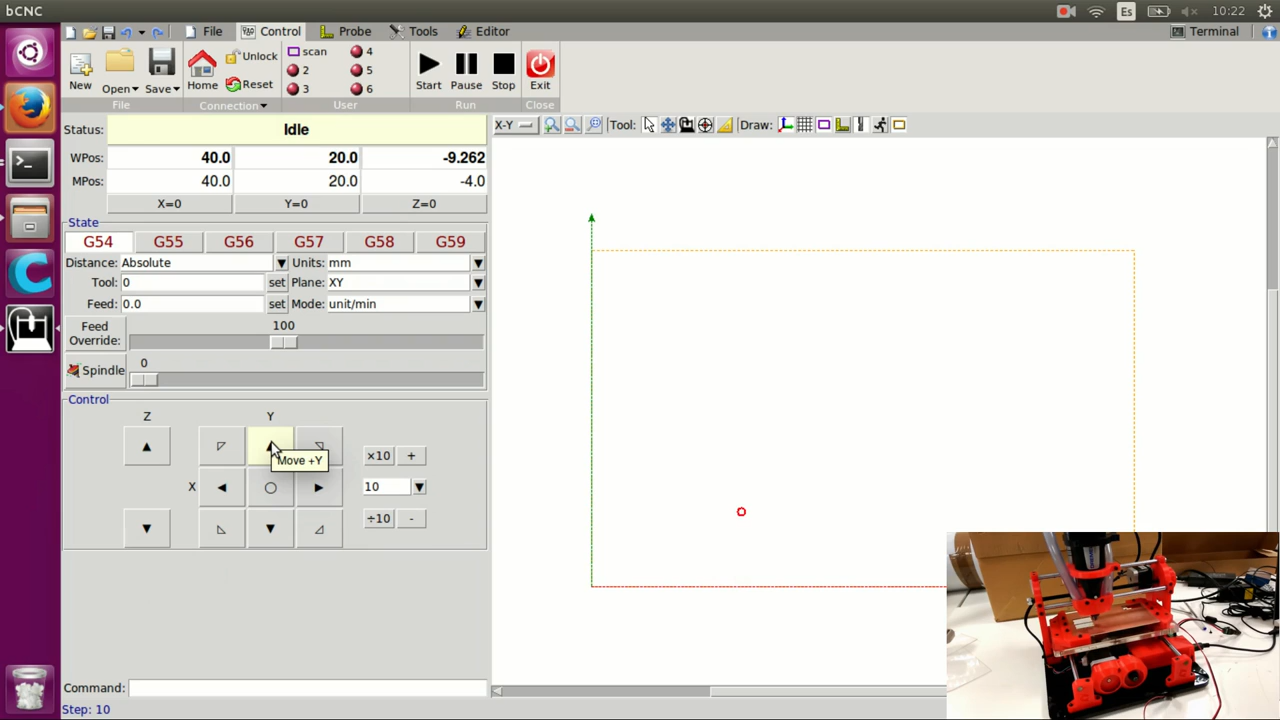 bCNC
Es
10:22
File Control Probe Tools Editor Terminal
New Open Save Home Unlock Reset scan 2 3 4 5 6 Start Pause Stop Exit
File Connection User Run Close
Status: Idle
WPos: 40.0 20.0 -9.262
MPos: 40.0 20.0 -4.0
X=0 Y=0 Z=0
State
G54 G55 G56 G57 G58 G59
Distance: Absolute Units: mm
Tool: 0 set Plane: XY
Feed: 0.0 set Mode: unit/min
Feed Override: 100
Spindle 0
Control
Z Y
×10 +
Move +Y
X 10
÷10 -
Command:
Step: 10
X-Y Tool: Draw: